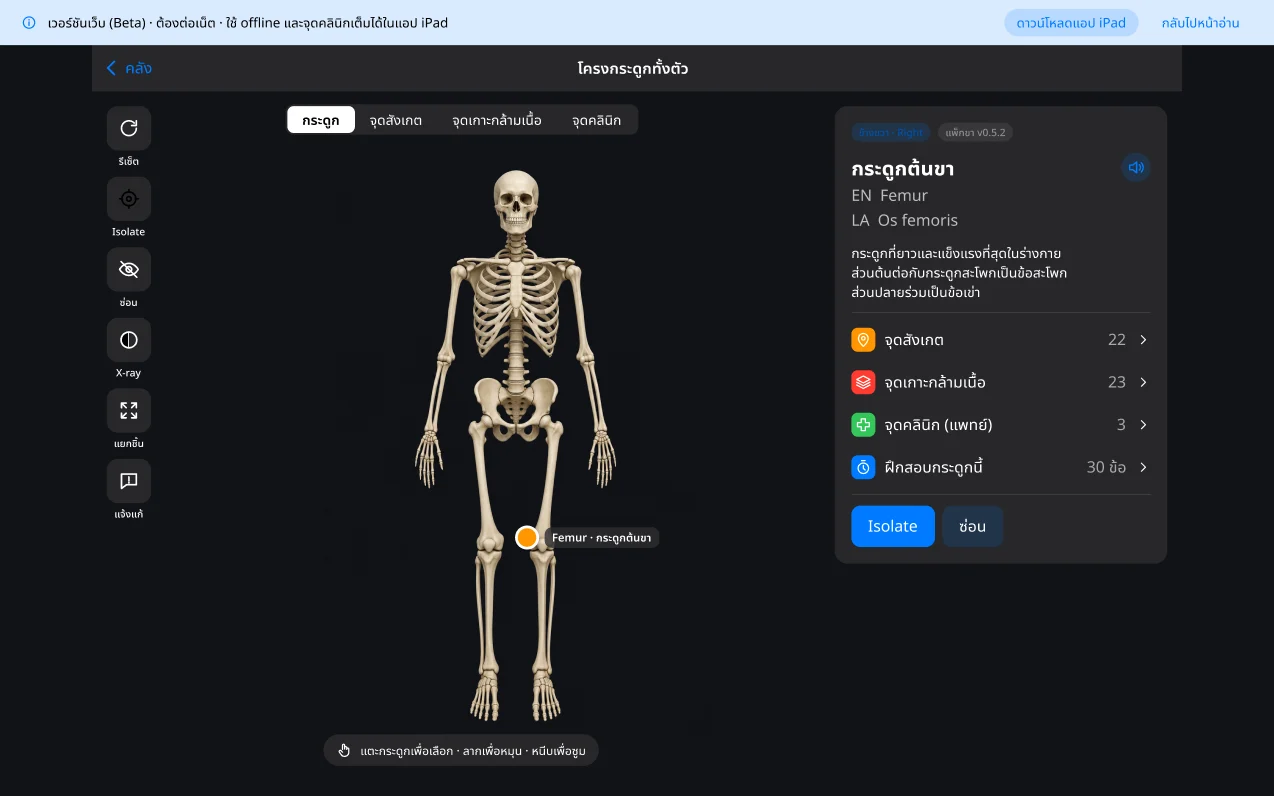 เวอร์ชันเว็บ (Beta) · ต้องต่อเน็ต · ใช้ offline และจุดคลินิกเต็มได้ในแอป iPad
ดาวน์โหลดแอป iPad
กลับไปหน้าอ่าน
คลัง
โครงกระดูกทั้งตัว
กระดูก
จุดสังเกต
จุดเกาะกล้ามเนื้อ
จุดคลินิก
รีเซ็ต
Isolate
ซ่อน
X-ray
แยกชิ้น
แจ้งแก้
Femur · กระดูกต้นขา
แตะกระดูกเพื่อเลือก · ลากเพื่อหมุน · หนีบเพื่อซูม
· Right
แพ็กขา v0.5.2
กระดูกต้นขา
EN Femur
LA Os femoris
กระดูกที่ยาวและแข็งแรงที่สุดในร่างกาย
ส่วนต้นต่อกับกระดูกสะโพกเป็นข้อสะโพก
ส่วนปลายร่วมเป็นข้อเข่า
จุดสังเกต 22
จุดเกาะกล้ามเนื้อ 23
จุดคลินิก (แพทย์) 3
ฝึกสอบกระดูกนี้ 30 ข้อ
Isolate
ซ่อน